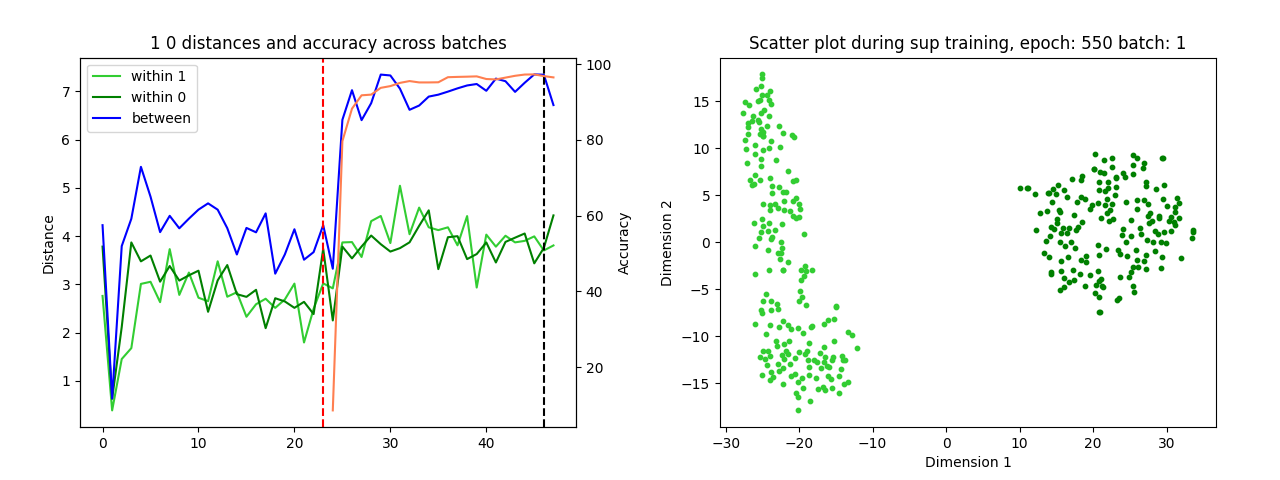 1 0 distances and accuracy across batches
within 1
within 0
between
7
6
5
4
3
2
1
Distance
100
80
60
40
20
Accuracy
0 10 20 30 40
Scatter plot during sup training, epoch: 550 batch: 1
15
10
5
0
−5
−10
−15
Dimension 2
−30 −20 −10 0 10 20 30
Dimension 1